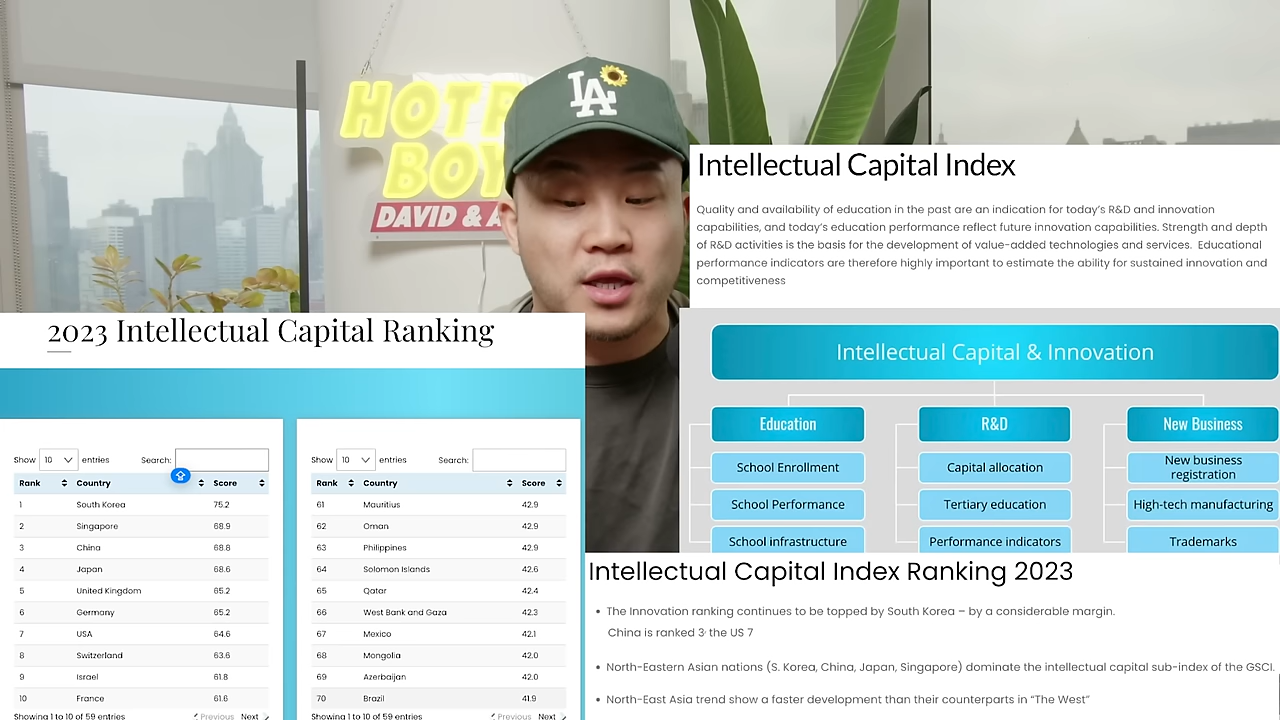 HOTP
BOY
DAVID & A
LA
Intellectual Capital Index
Quality and availability of education in the past are an indication for today's R&D and innovation
capabilities, and today's education performance reflect future innovation capabilities. Strength and depth
of R&D activities is the basis for the development of value-added technologies and services. Educational
performance indicators are therefore highly important to estimate the ability for sustained innovation and
competitiveness
Intellectual Capital & Innovation
Education R&D New Business
School Enrollment Capital allocation New business
registration
School Performance Tertiary education High-tech manufacturing
School infrastructure Performance indicators Trademarks
2023 Intellectual Capital Ranking
Show 10 entries Search:
Rank Country Score
1 South Korea 75.2
2 Singapore 68.9
3 China 68.8
4 Japan 68.6
5 United Kingdom 65.2
6 Germany 65.2
7 USA 64.6
8 Switzerland 63.6
9 Israel 61.8
10 France 61.6
Showing 1 to 10 of 59 entries Previous Next
Show 10 entries Search:
Rank Country Score
61 Mauritius 42.9
62 Oman 42.9
63 Philippines 42.9
64 Solomon Islands 42.6
65 Qatar 42.4
66 West Bank and Gaza 42.3
67 Mexico 42.1
68 Mongolia 42.0
69 Azerbaijan 42.0
70 Brazil 41.9
Showing 1 to 10 of 59 entries Previous Next
Intellectual Capital Index Ranking 2023
• The Innovation ranking continues to be topped by South Korea – by a considerable margin.
China is ranked 3, the US 7
• North-Eastern Asian nations (S. Korea, China, Japan, Singapore) dominate the intellectual capital sub-index of the GSCI.
• North-East Asia trend show a faster development than their counterparts in “The West”